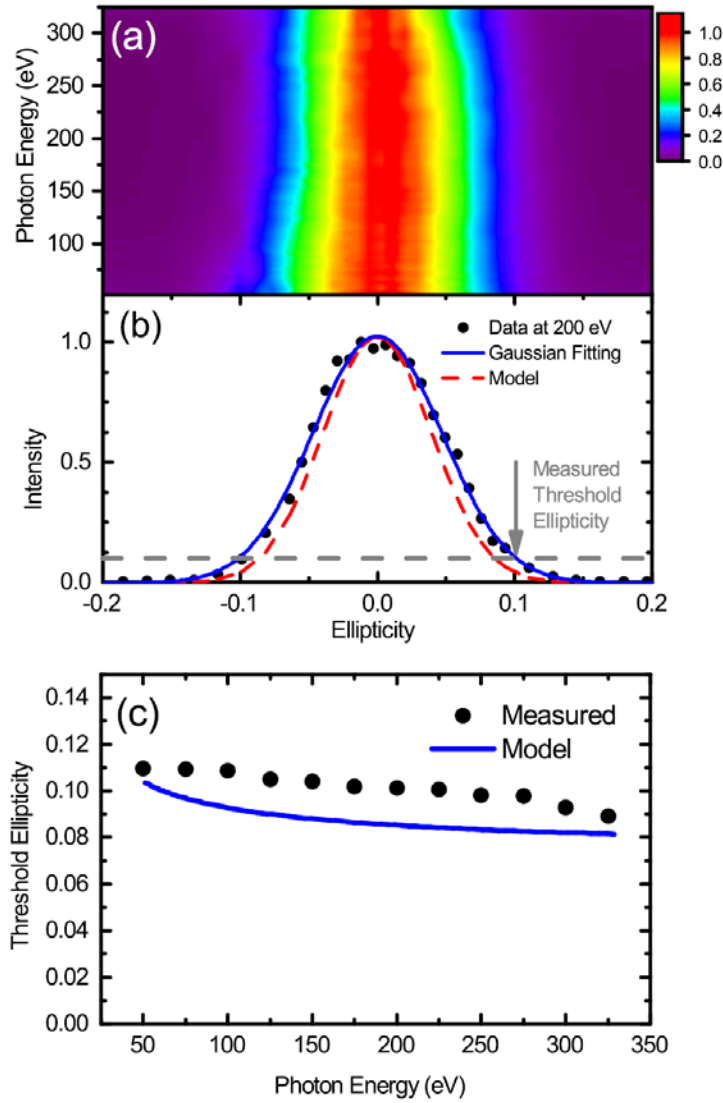 (a)
Photon Energy (eV)
300
250
200
150
100
1.0
0.8
0.6
0.4
0.2
0.0
(b)
Data at 200 eV
Gaussian Fitting
Model
Measured
Threshold
Ellipticity
Intensity
1.0
0.5
0.0
-0.2 -0.1 0.0 0.1 0.2
Ellipticity
(c)
Measured
Model
Threshold Ellipticity
0.14
0.12
0.10
0.08
0.06
0.04
0.02
0.00
50 100 150 200 250 300 350
Photon Energy (eV)